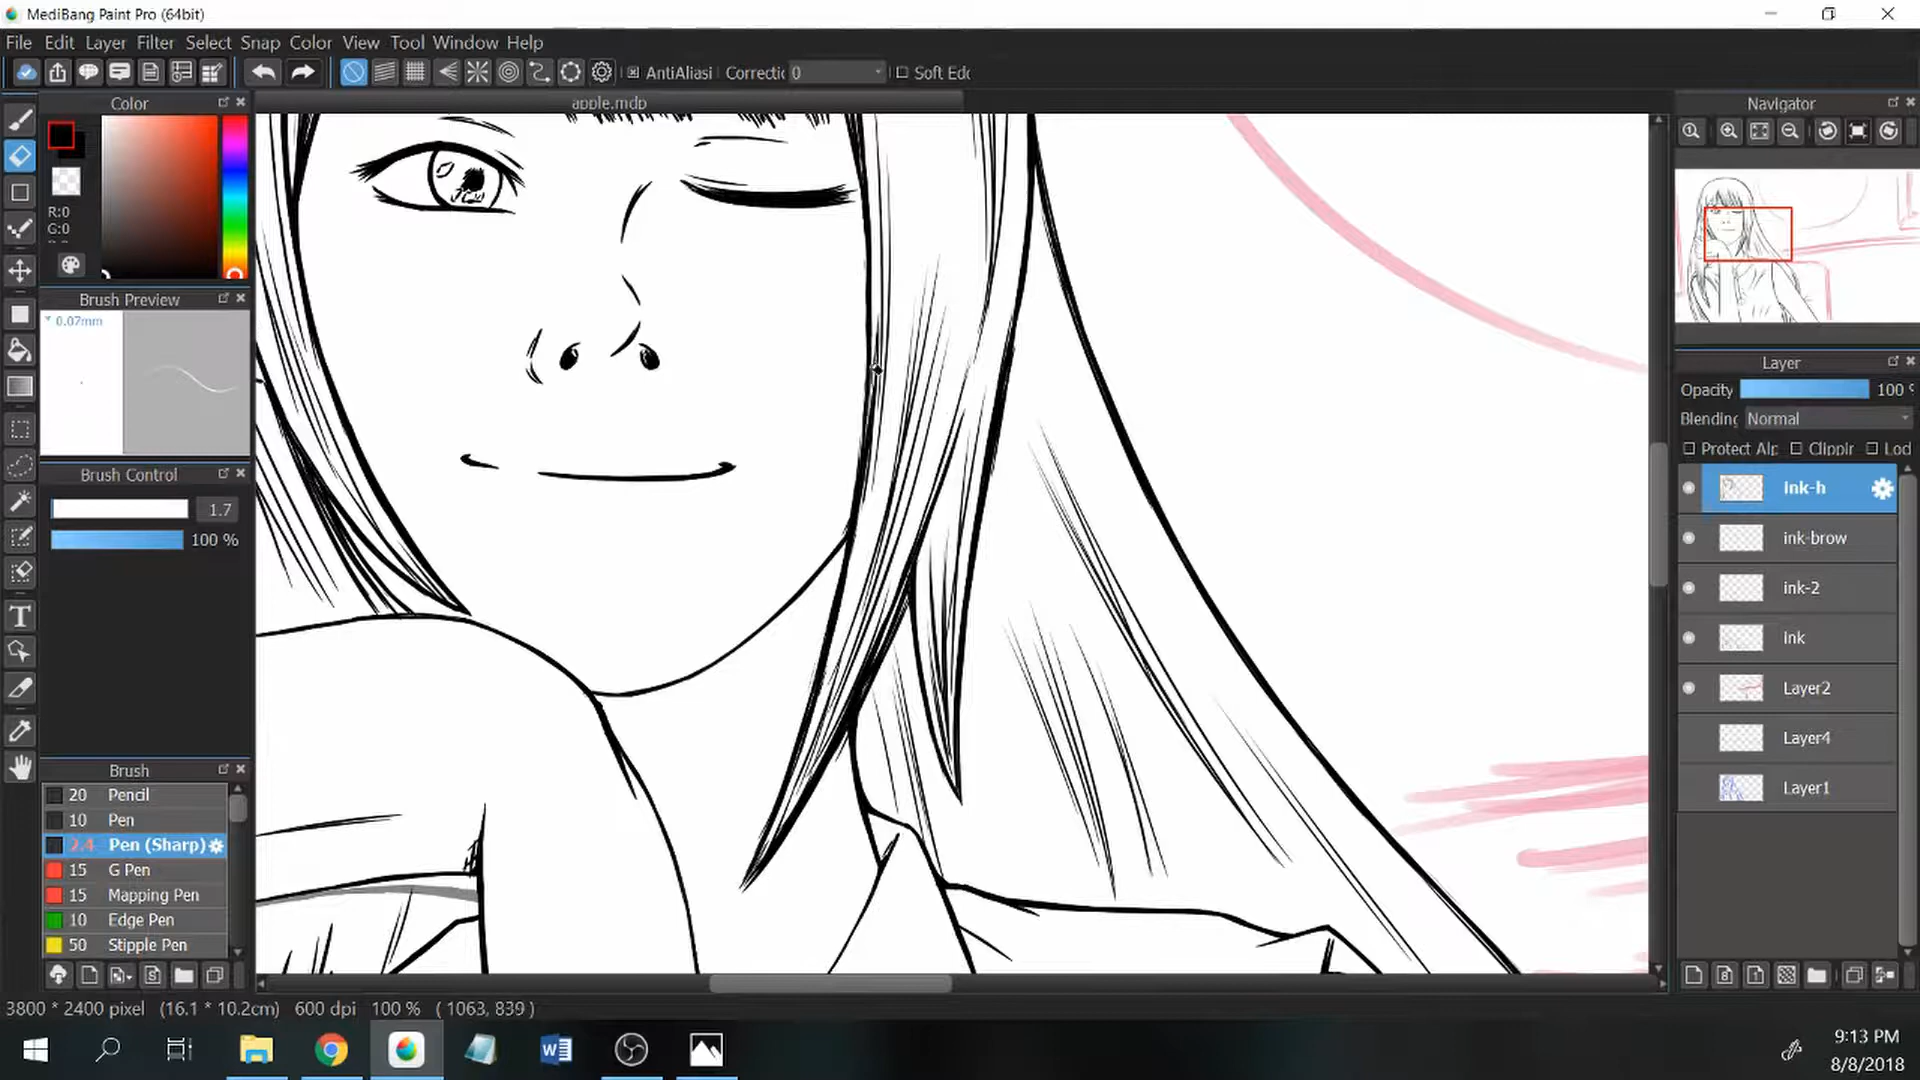 MediBang Paint Pro (64bit)
File Edit Layer Filter Select Snap Color View Tool Window Help
AntiAliasi Correctic 0 Soft Edg
Color
apple.mdp
Navigator
R:0
G:0
Brush Preview
0.07mm
Layer
Opacity 100
Blending Normal
Protect Alp Clippir Loc
Brush Control
1.7
100 %
ink-h
ink-brow
ink-2
ink
Layer2
Layer4
Layer1
T
Brush
20 Pencil
10 Pen
2.4 Pen (Sharp)
15 G Pen
15 Mapping Pen
10 Edge Pen
50 Stipple Pen
3800 * 2400 pixel (16.1 * 10.2cm) 600 dpi 100 % ( 1063, 839 )
9:13 PM
8/8/2018